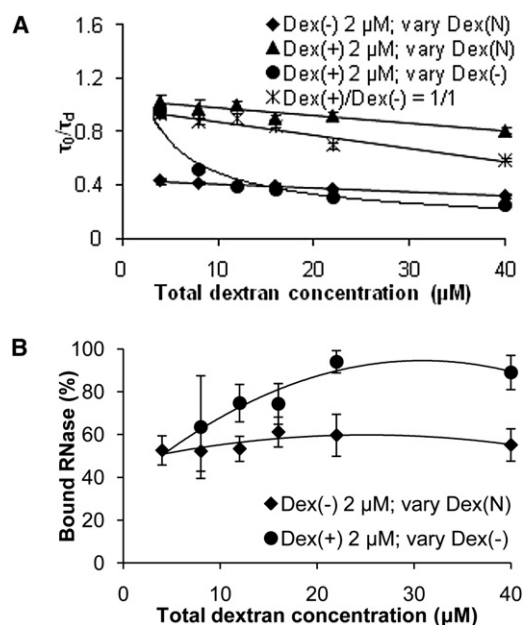 A
Dex(-) 2 µM; vary Dex(N)
Dex(+) 2 µM; vary Dex(N)
Dex(+) 2 µM; vary Dex(-)
Dex(+)/Dex(-) = 1/1
1.6
1.2
0.8
0.4
0
τ0/τd
0 10 20 30 40
Total dextran concentration (µM)
B
100
80
60
40
20
0
Bound RNase (%)
Dex(-) 2 µM; vary Dex(N)
Dex(+) 2 µM; vary Dex(-)
0 10 20 30 40
Total dextran concentration (µM)